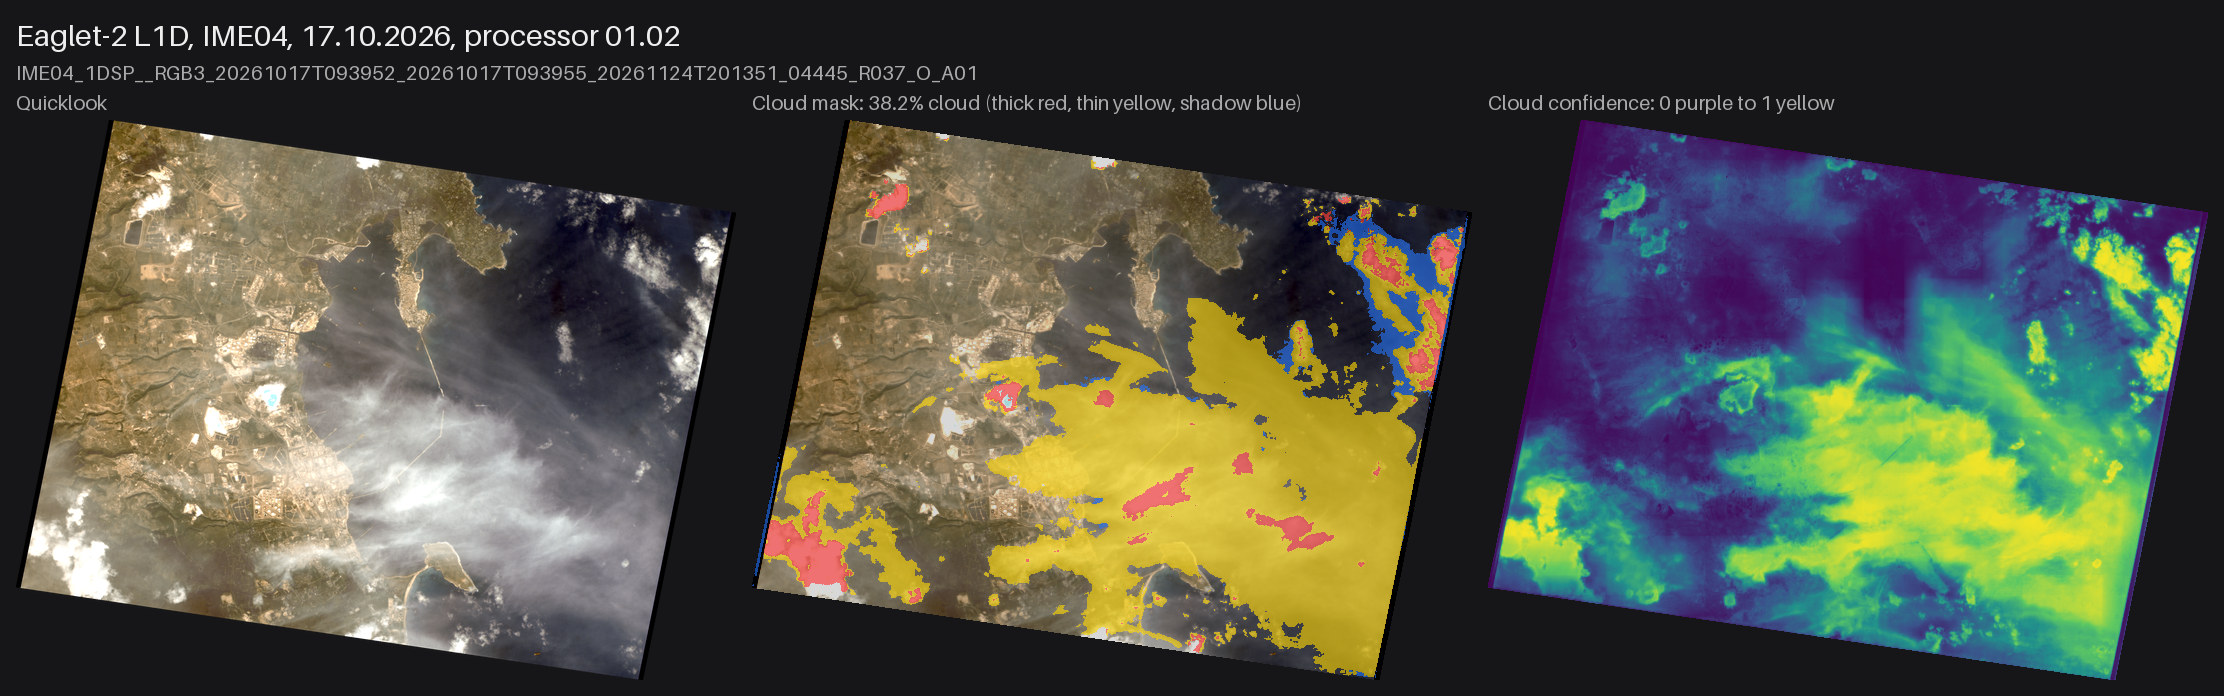 Eaglet-2 L1D, IME04, 17.10.2026, processor 01.02
IME04_1DSP__RGB3_20261017T093952_20261017T093955_20261124T201351_04445_R037_O_A01
Quicklook
Cloud mask: 38.2% cloud (thick red, thin yellow, shadow blue)
Cloud confidence: 0 purple to 1 yellow